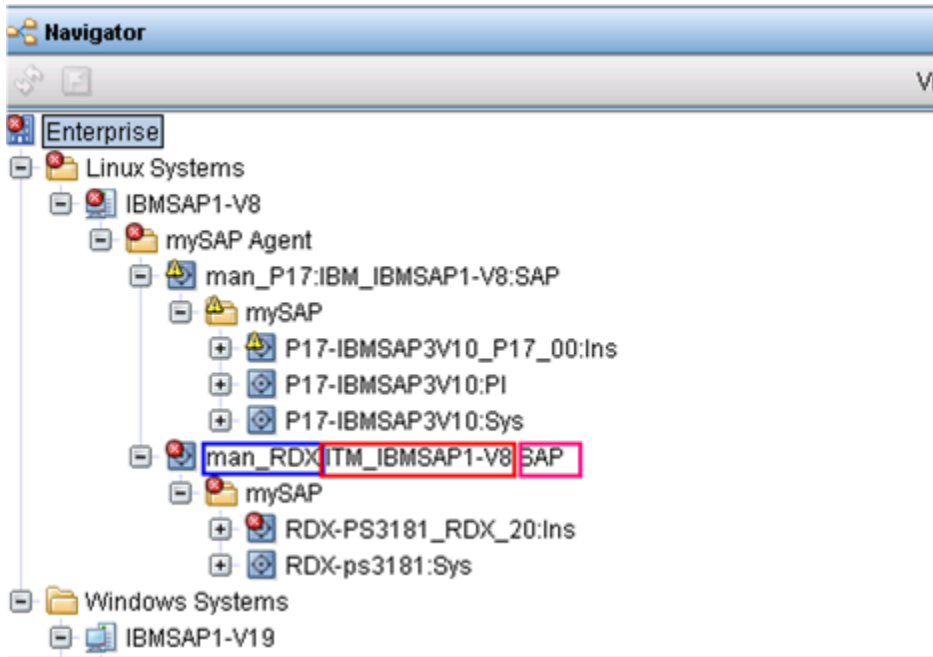 Navigator
Vi
Enterprise
Linux Systems
IBMSAP1-V8
mySAP Agent
man_P17:IBM_IBMSAP1-V8:SAP
mySAP
P17-IBMSAP3V10_P17_00:Ins
P17-IBMSAP3V10:PI
P17-IBMSAP3V10:Sys
man_RDX ITM_IBMSAP1-V8 SAP
mySAP
RDX-PS3181_RDX_20:Ins
RDX-ps3181:Sys
Windows Systems
IBMSAP1-V19